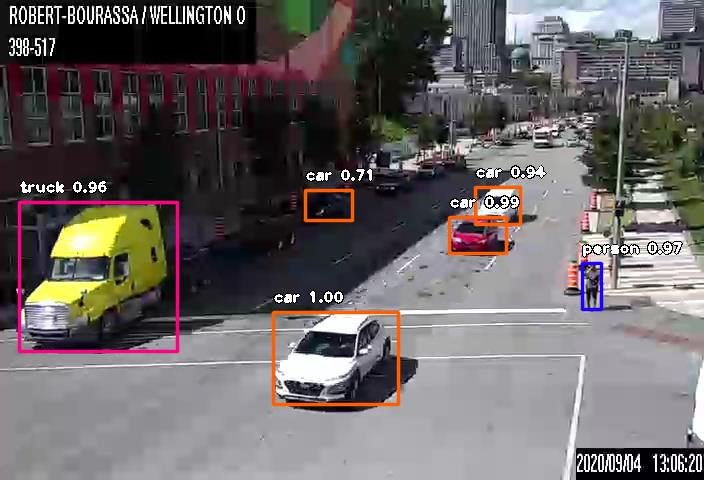 ROBERT-BOURASSA / WELLINGTON O
398-517
car 0.71
car 0.94
truck 0.96
car 0.99
person 0.97
car 1.00
2020/09/04 13:06:20